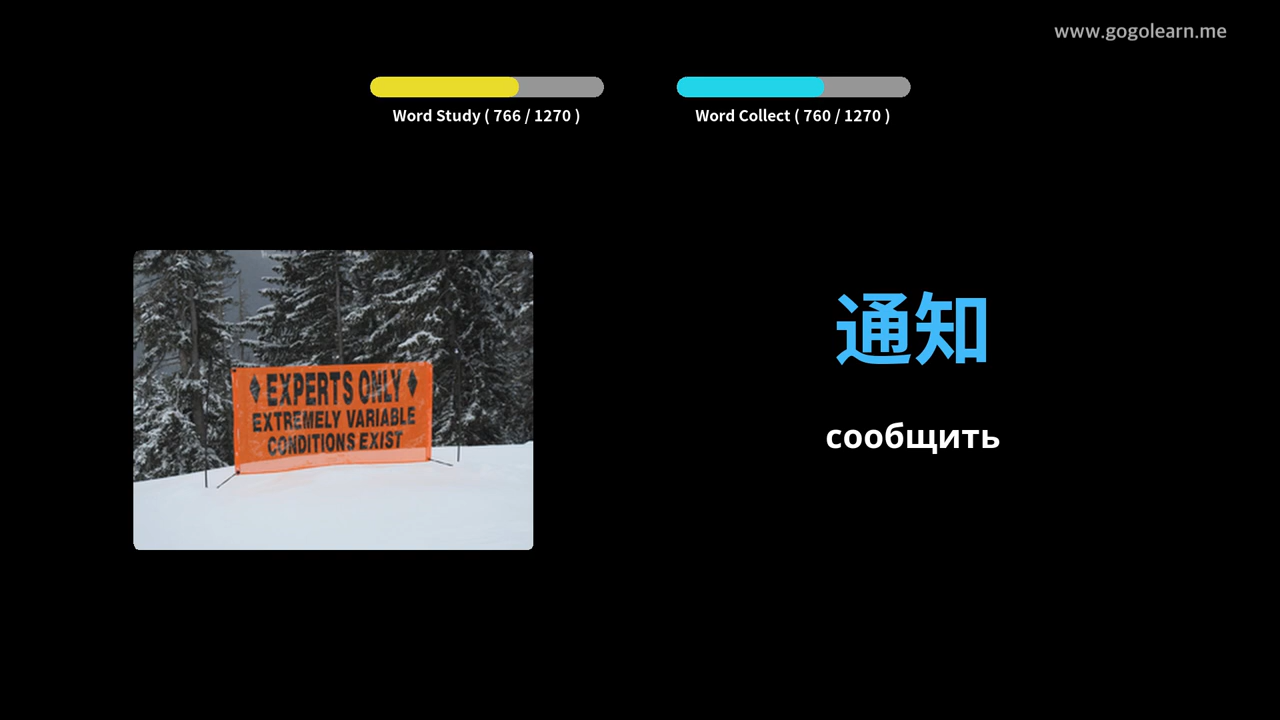 www.gogolearn.me
Word Study ( 766 / 1270 )
Word Collect ( 760 / 1270 )
EXPERTS ONLY
EXTREMELY VARIABLE
CONDITIONS EXIST
通知
сообщить